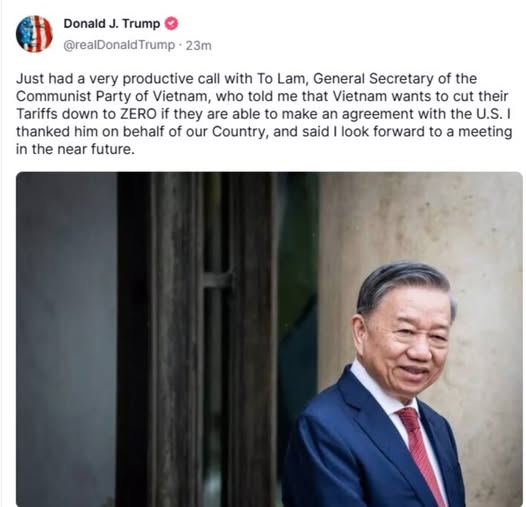 Donald J. Trump
@realDonaldTrump · 23m
Just had a very productive call with To Lam, General Secretary of the
Communist Party of Vietnam, who told me that Vietnam wants to cut their
Tariffs down to ZERO if they are able to make an agreement with the U.S. I
thanked him on behalf of our Country, and said I look forward to a meeting
in the near future.